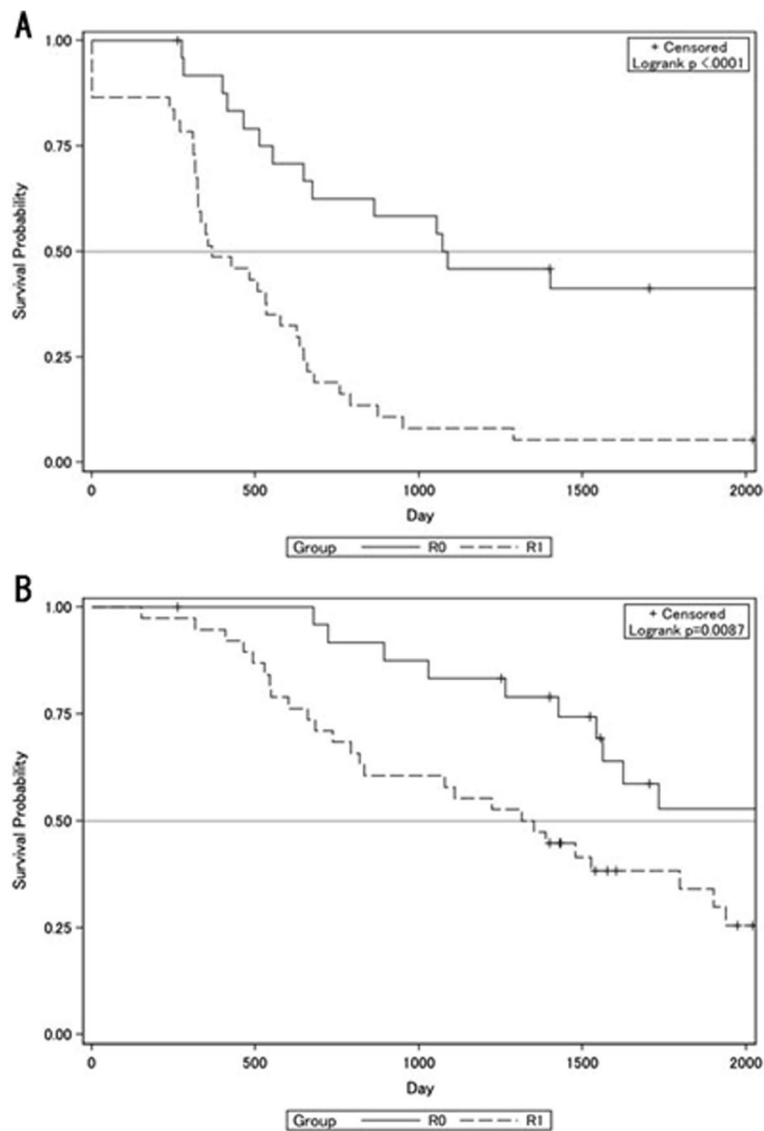 A
1.00
0.75
0.50
0.25
0.00
Survival Probability
+ Censored
Logrank p <.0001
0
500
1000
1500
2000
Day
Group R0 R1
B
1.00
0.75
0.50
0.25
0.00
Survival Probability
+ Censored
Logrank p=0.0087
0
500
1000
1500
2000
Day
Group R0 R1